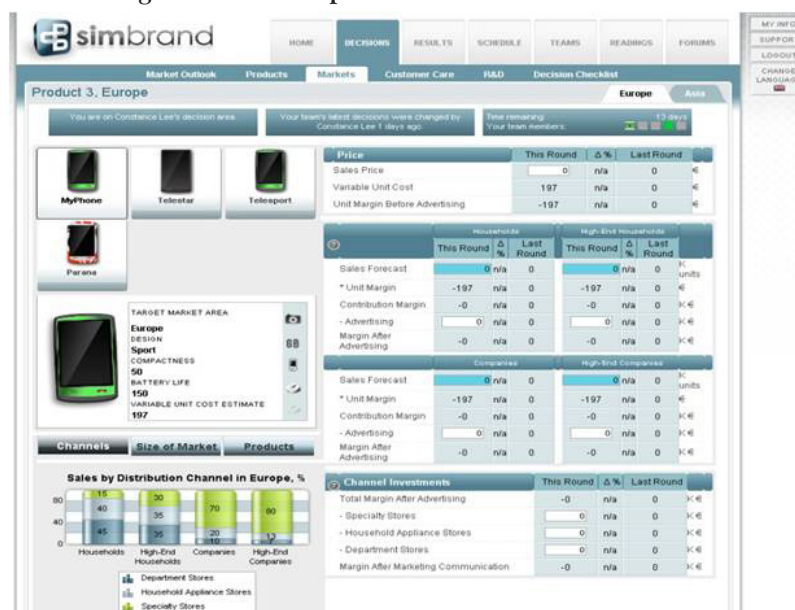 simbrand
HOME DECISIONS RESULTS SCHEDULE TEAMS READINGS FORUMS
MY INFO
SUPPORT
LOGOUT
CHANGE LANGUAGE
Market Outlook Products Markets Customer Care R&D Decision Checklist
Product 3, Europe
Europe Asia
You are on Constance Lee's decision area.
Your team's latest decisions were changed by
Constance Lee 1 days ago.
Time remaining: 13 days
Your team members:
MyPhone Telestar Telesport
Parana
Price This Round Δ % Last Round
Sales Price 0 n/a 0 €
Variable Unit Cost 197 n/a 0 €
Unit Margin Before Advertising -197 n/a 0 €
Households High-End Households
This Round Δ % Last Round This Round Δ % Last Round
Sales Forecast 0 n/a 0 0 n/a 0 K units
* Unit Margin -197 n/a 0 -197 n/a 0 €
Contribution Margin -0 n/a 0 -0 n/a 0 K€
- Advertising 0 n/a 0 0 n/a 0 K€
Margin After Advertising -0 n/a 0 -0 n/a 0 K€
Companies High-End Companies
Sales Forecast 0 n/a 0 0 n/a 0 K units
* Unit Margin -197 n/a 0 -197 n/a 0 €
Contribution Margin -0 n/a 0 -0 n/a 0 K€
- Advertising 0 n/a 0 0 n/a 0 K€
Margin After Advertising -0 n/a 0 -0 n/a 0 K€
TARGET MARKET AREA
Europe
DESIGN
Sport
COMPACTNESS
50
BATTERY LIFE
150
VARIABLE UNIT COST ESTIMATE
197
Channels Size of Market Products
Sales by Distribution Channel in Europe, %
80
40
0
15 40 45
30 35 35
70 20 10
80 13 7
Households High-End Households Companies High-End Companies
Department Stores
Household Appliance Stores
Specialty Stores
Channel Investments This Round Δ % Last Round
Total Margin After Advertising -0 n/a 0 K€
- Specialty Stores 0 n/a 0 K€
- Household Appliance Stores 0 n/a 0 K€
- Department Stores 0 n/a 0 K€
Margin After Marketing Communication -0 n/a 0 K€